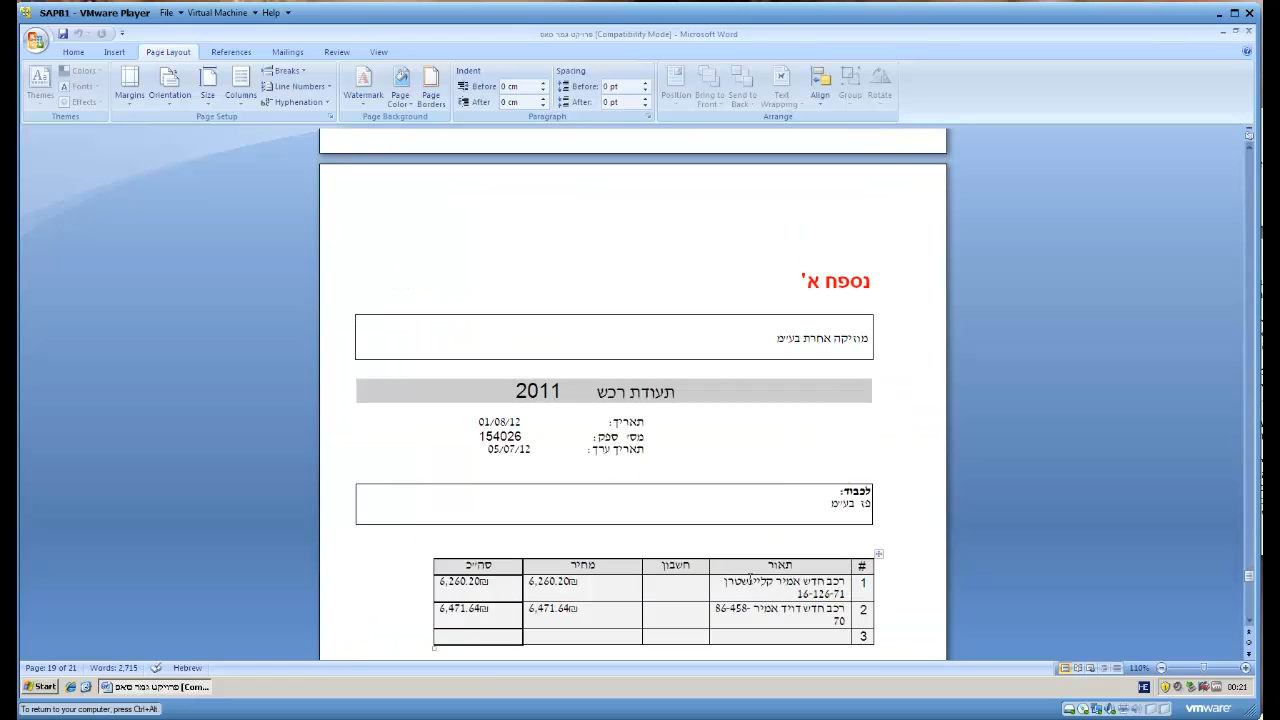 SAPB1 - VMware Player File Virtual Machine Help
פרוייקט גמר סאפ [Compatibility Mode] - Microsoft Word
Home Insert Page Layout References Mailings Review View
Themes
Colors
Fonts
Effects
Themes
Margins Orientation Size Columns
Breaks
Line Numbers
Hyphenation
Page Setup
Watermark Page Color Page Borders
Page Background
Indent Spacing
Before 0 cm Before: 0 pt
After 0 cm After: 0 pt
Paragraph
Position Bring to Front Send to Back Text Wrapping Align Group Rotate
Arrange
נספח א'
מוזיקה אחרת בע״מ
תעודת רכש 2011
תאריך: 01/08/12
מס׳ ספק: 154026
תאריך ערך: 05/07/12
לכבוד:
פז בע״מ
# תאור חשבון מחיר סה״כ
1 רכב חדש אמיר קליינשטרן 16-126-71 ₪6,260.20 ₪6,260.20
2 רכב חדש דויד אמיר 86-458-70 ₪6,471.64 ₪6,471.64
3
Page: 19 of 21 Words: 2,715 Hebrew 110%
Start פרוייקט גמר סאפ [Com... HE 00:21
To return to your computer, press Ctrl+Alt. vmware